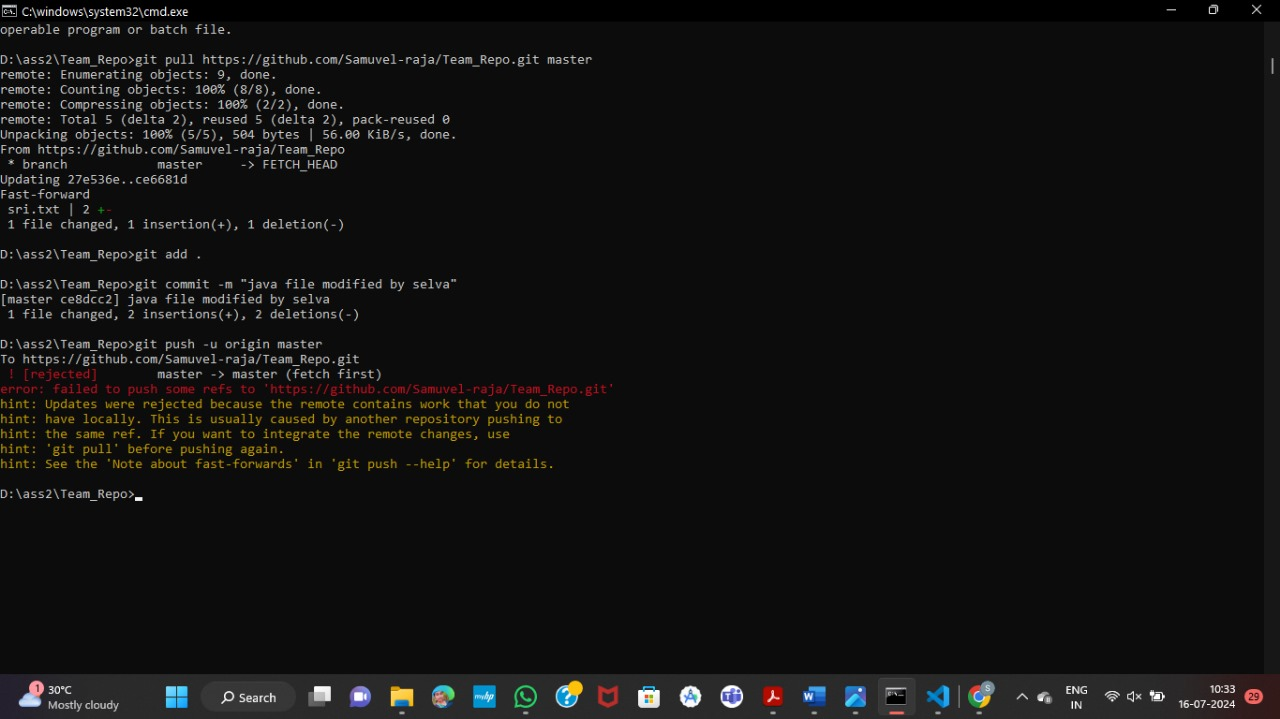 C:\windows\system32\cmd.exe
operable program or batch file.
D:\ass2\Team_Repo>git pull https://github.com/Samuvel-raja/Team_Repo.git master
remote: Enumerating objects: 9, done.
remote: Counting objects: 100% (8/8), done.
remote: Compressing objects: 100% (2/2), done.
remote: Total 5 (delta 2), reused 5 (delta 2), pack-reused 0
Unpacking objects: 100% (5/5), 504 bytes | 56.00 KiB/s, done.
From https://github.com/Samuvel-raja/Team_Repo
 * branch            master     -> FETCH_HEAD
Updating 27e536e..ce6681d
Fast-forward
 sri.txt | 2 +-
 1 file changed, 1 insertion(+), 1 deletion(-)
D:\ass2\Team_Repo>git add .
D:\ass2\Team_Repo>git commit -m "java file modified by selva"
[master ce8dcc2] java file modified by selva
 1 file changed, 2 insertions(+), 2 deletions(-)
D:\ass2\Team_Repo>git push -u origin master
To https://github.com/Samuvel-raja/Team_Repo.git
 ! [rejected]        master -> master (fetch first)
error: failed to push some refs to 'https://github.com/Samuvel-raja/Team_Repo.git'
hint: Updates were rejected because the remote contains work that you do not
hint: have locally. This is usually caused by another repository pushing to
hint: the same ref. If you want to integrate the remote changes, use
hint: 'git pull' before pushing again.
hint: See the 'Note about fast-forwards' in 'git push --help' for details.
D:\ass2\Team_Repo>
1
30°C
Mostly cloudy
Search
myhp
S
ENG
IN
10:33
16-07-2024
29